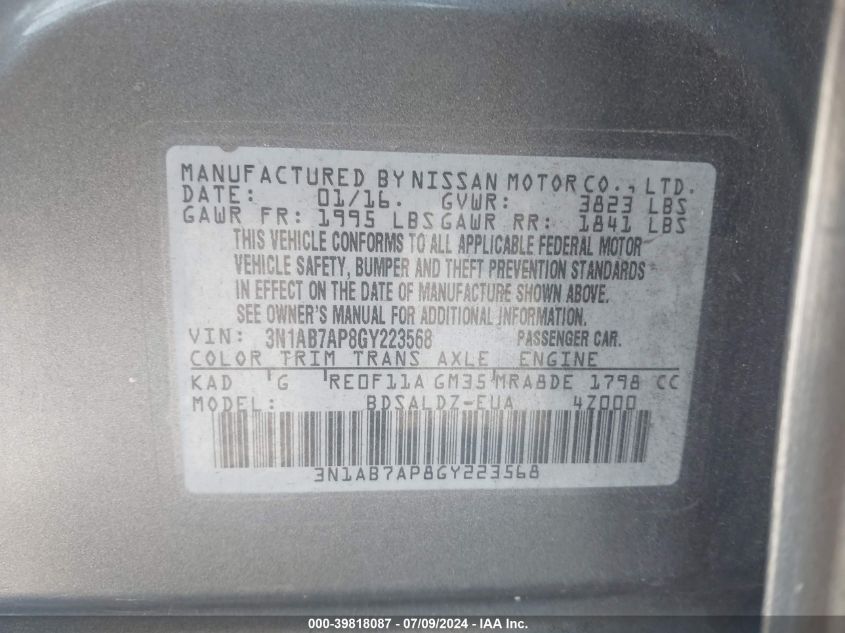 MANUFACTURED BY NISSAN MOTOR CO., LTD.
DATE: 01/16. GVWR: 3823 LBS
GAWR FR: 1995 LBS GAWR RR: 1841 LBS
THIS VEHICLE CONFORMS TO ALL APPLICABLE FEDERAL MOTOR
VEHICLE SAFETY, BUMPER AND THEFT PREVENTION STANDARDS
IN EFFECT ON THE DATE OF MANUFACTURE SHOWN ABOVE.
SEE OWNER'S MANUAL FOR ADDITIONAL INFORMATION.
VIN: 3N1AB7AP8GY223568 PASSENGER CAR.
COLOR TRIM TRANS AXLE ENGINE
KAD G RE0F11A GM35 MRA8DE 1798 CC
MODEL: BDSALDZ-EUA 4Z000
3N1AB7AP8GY223568
000-39818087 - 07/09/2024 - IAA Inc.